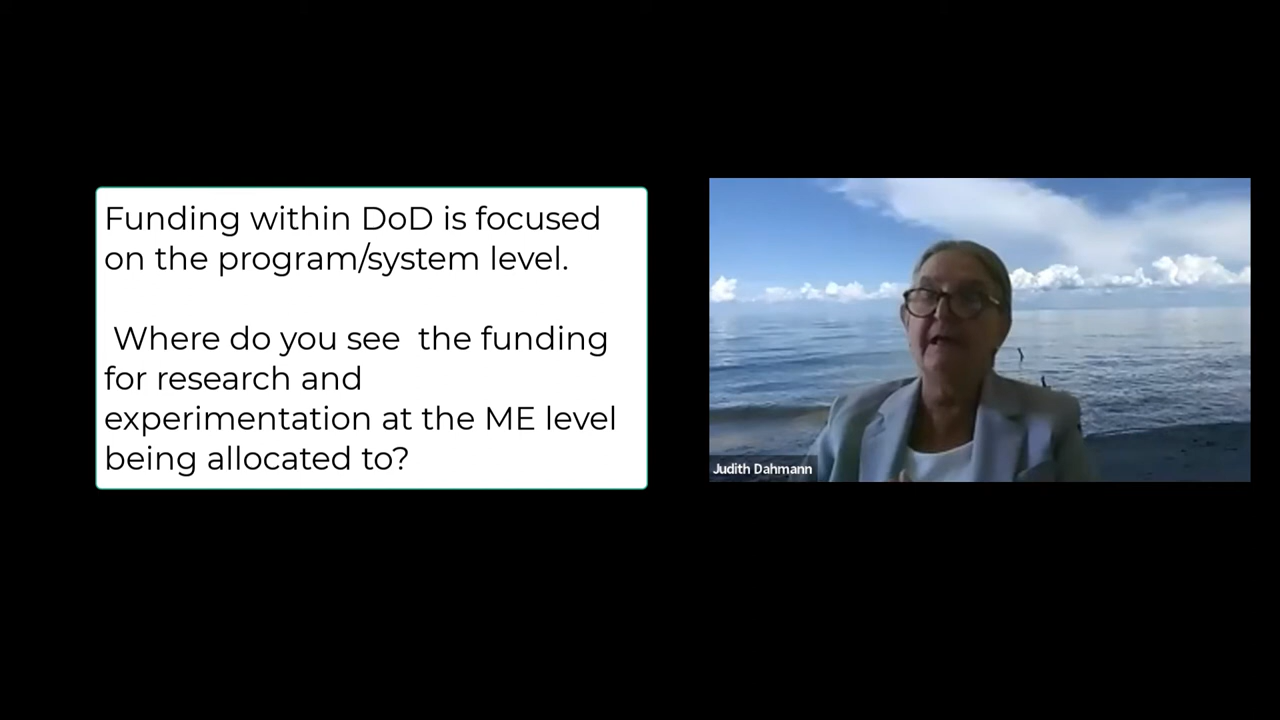 Funding within DoD is focused
on the program/system level.
Where do you see the funding
for research and
experimentation at the ME level
being allocated to?
Judith Dahmann